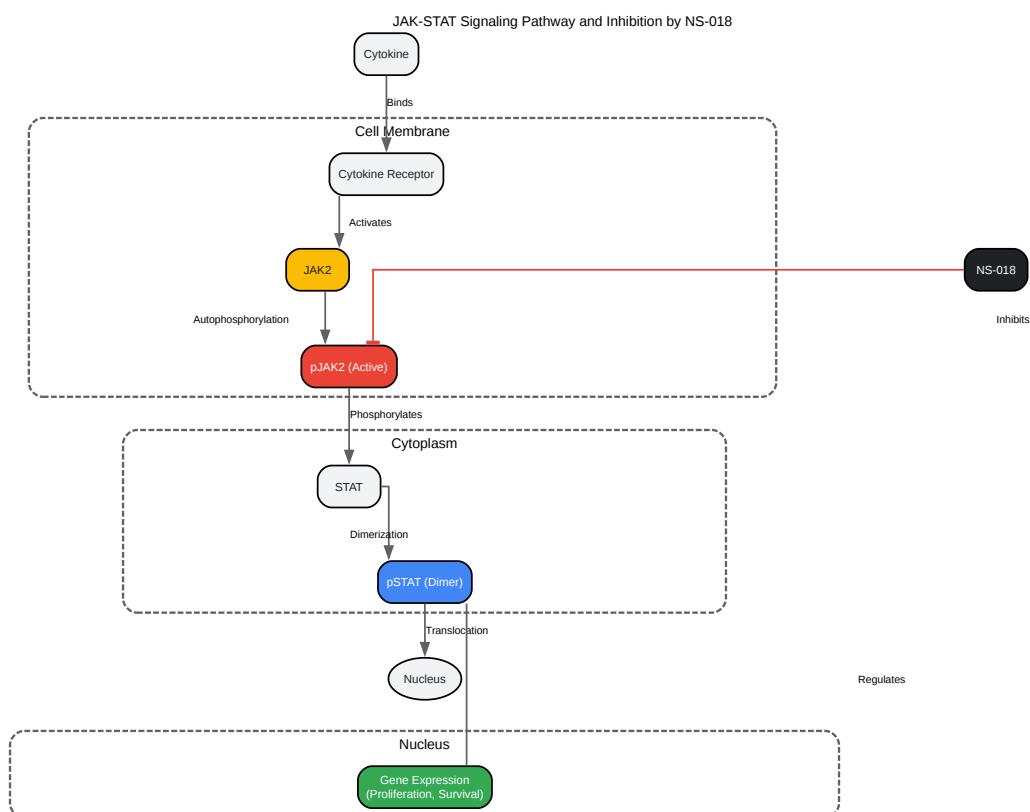 JAK-STAT Signaling Pathway and Inhibition by NS-018
Cytokine
Binds
Cell Membrane
Cytokine Receptor
Activates
JAK2
NS-018
Autophosphorylation
Inhibits
pJAK2 (Active)
Phosphorylates
Cytoplasm
STAT
Dimerization
pSTAT (Dimer)
Translocation
Nucleus
Regulates
Nucleus
Gene Expression
(Proliferation, Survival)